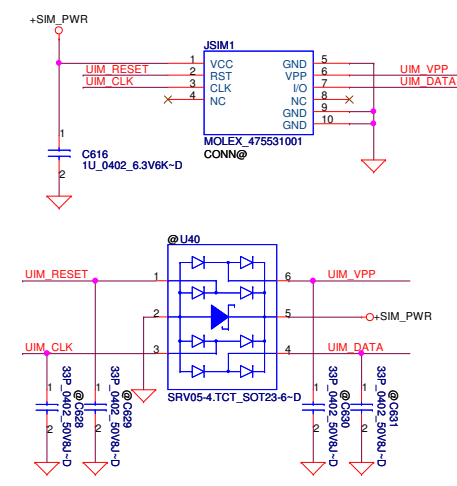 +SIM_PWR
JSIM1
1 VCC GND 5
UIM_RESET 2 RST VPP 6 UIM_VPP
UIM_CLK 3 CLK I/O 7 UIM_DATA
4 NC NC 8
GND 9
GND 10
MOLEX_475531001
CONN@
1
C616
1U_0402_6.3V6K~D
2
@U40
UIM_RESET 1 6 UIM_VPP
2 5 +SIM_PWR
UIM_CLK 3 4 UIM_DATA
SRV05-4.TCT_SOT23-6~D
1
2
@C628
33P_0402_50V8J~D
1
2
@C629
33P_0402_50V8J~D
1
2
@C630
33P_0402_50V8J~D
1
2
@C631
33P_0402_50V8J~D